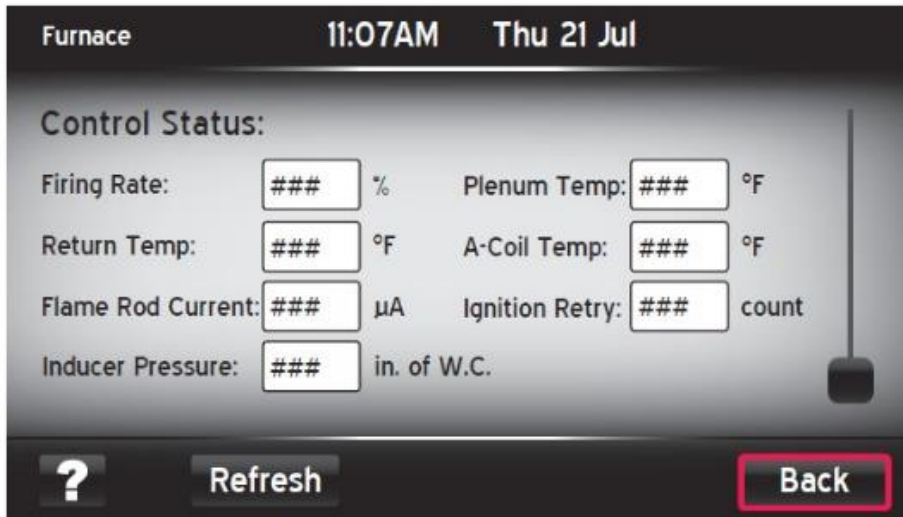 Furnace 11:07AM Thu 21 Jul
Control Status:
Firing Rate: ### % Plenum Temp: ### °F
Return Temp: ### °F A-Coil Temp: ### °F
Flame Rod Current: ### µA Ignition Retry: ### count
Inducer Pressure: ### in. of W.C.
? Refresh Back